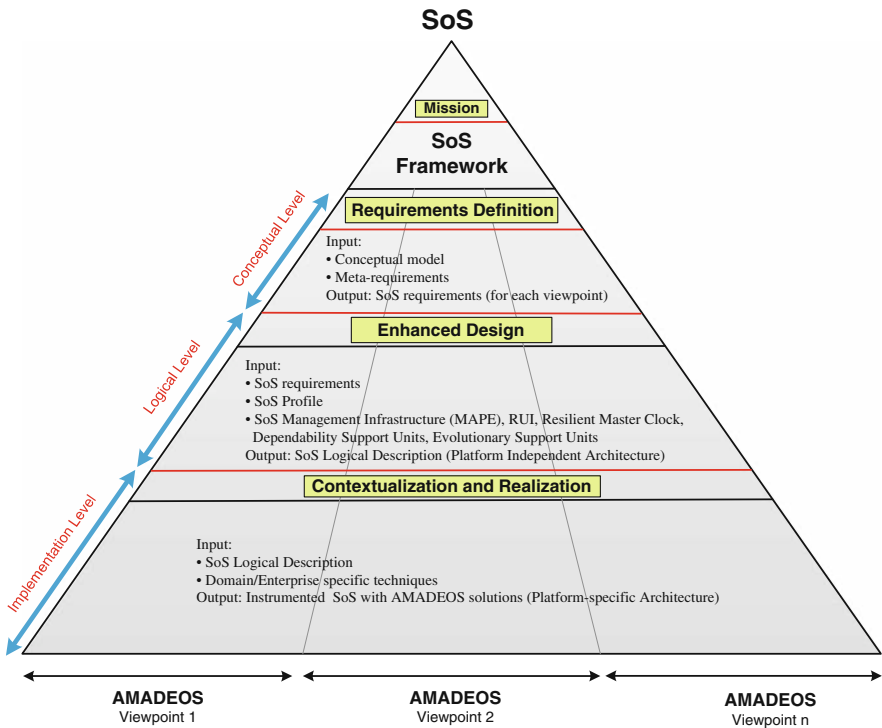 SoS
Mission
SoS
Framework
Conceptual Level
Requirements Definition
Input:
• Conceptual model
• Meta-requirements
Output: SoS requirements (for each viewpoint)
Logical Level
Enhanced Design
Input:
• SoS requirements
• SoS Profile
• SoS Management Infrastructure (MAPE), RUI, Resilient Master Clock,
Dependability Support Units, Evolutionary Support Units
Output: SoS Logical Description (Platform Independent Architecture)
Implementation Level
Contextualization and Realization
Input:
• SoS Logical Description
• Domain/Enterprise specific techniques
Output: Instrumented SoS with AMADEOS solutions (Platform-specific Architecture)
AMADEOS
Viewpoint 1
AMADEOS
Viewpoint 2
AMADEOS
Viewpoint n